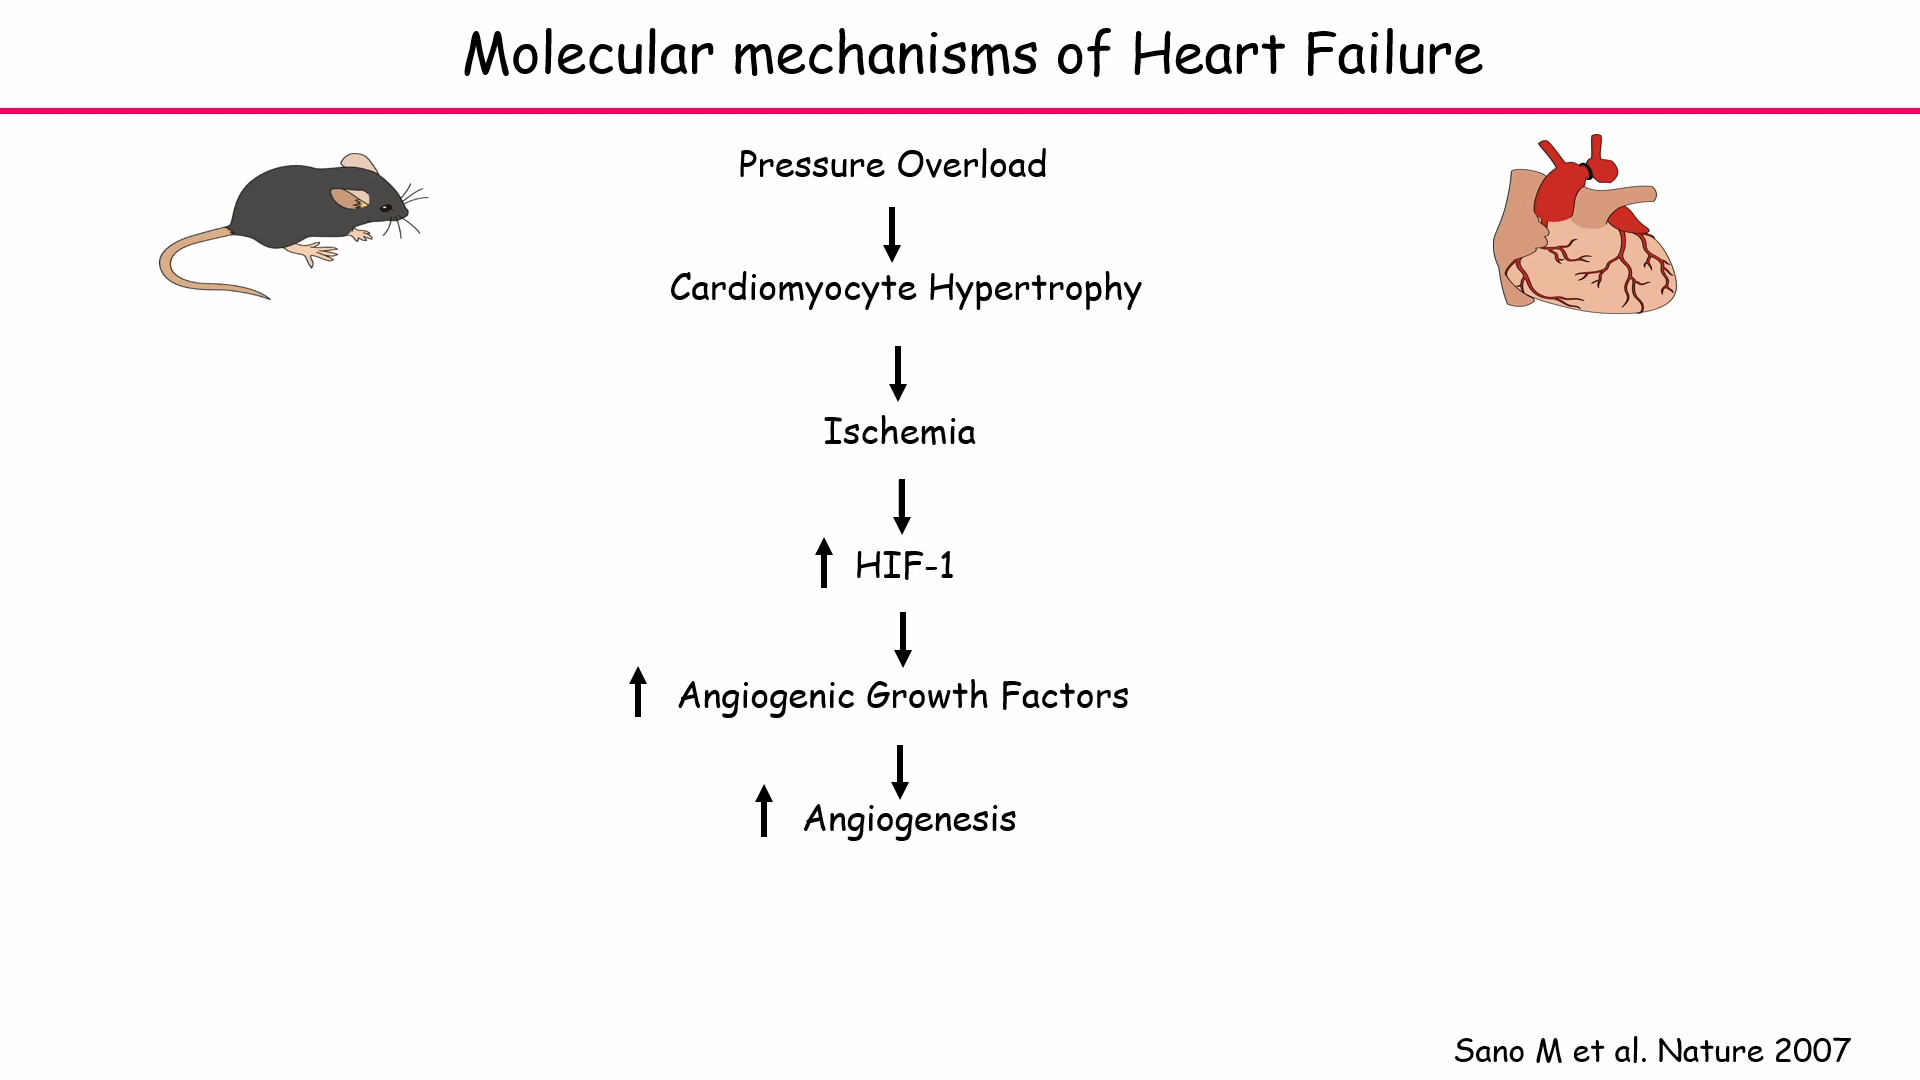 Molecular mechanisms of Heart Failure
Pressure Overload
Cardiomyocyte Hypertrophy
Ischemia
HIF-1
Angiogenic Growth Factors
Angiogenesis
Sano M et al. Nature 2007